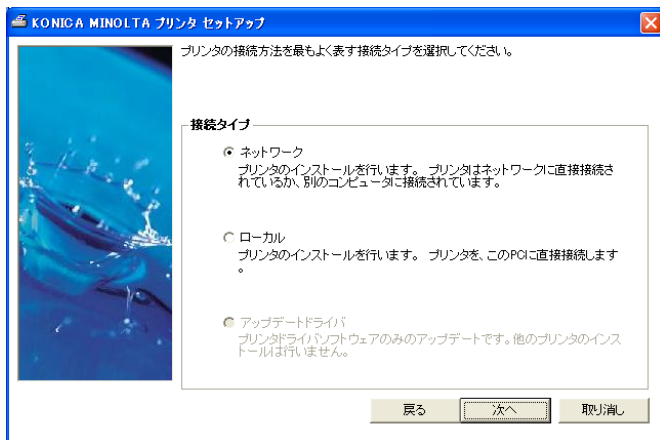 KONICA MINOLTA プリンタ セットアップ
プリンタの接続方法を最もよく表す接続タイプを選択してください。
接続タイプ
ネットワーク
プリンタのインストールを行います。 プリンタはネットワークに直接接続さ
れているか、別のコンピュータに接続されています。
ローカル
プリンタのインストールを行います。 プリンタを、このPCに直接接続します
。
アップデートドライバ
プリンタドライバソフトウェアのみのアップデートです。他のプリンタのインス
トールは行いません。
戻る
次へ
取り消し